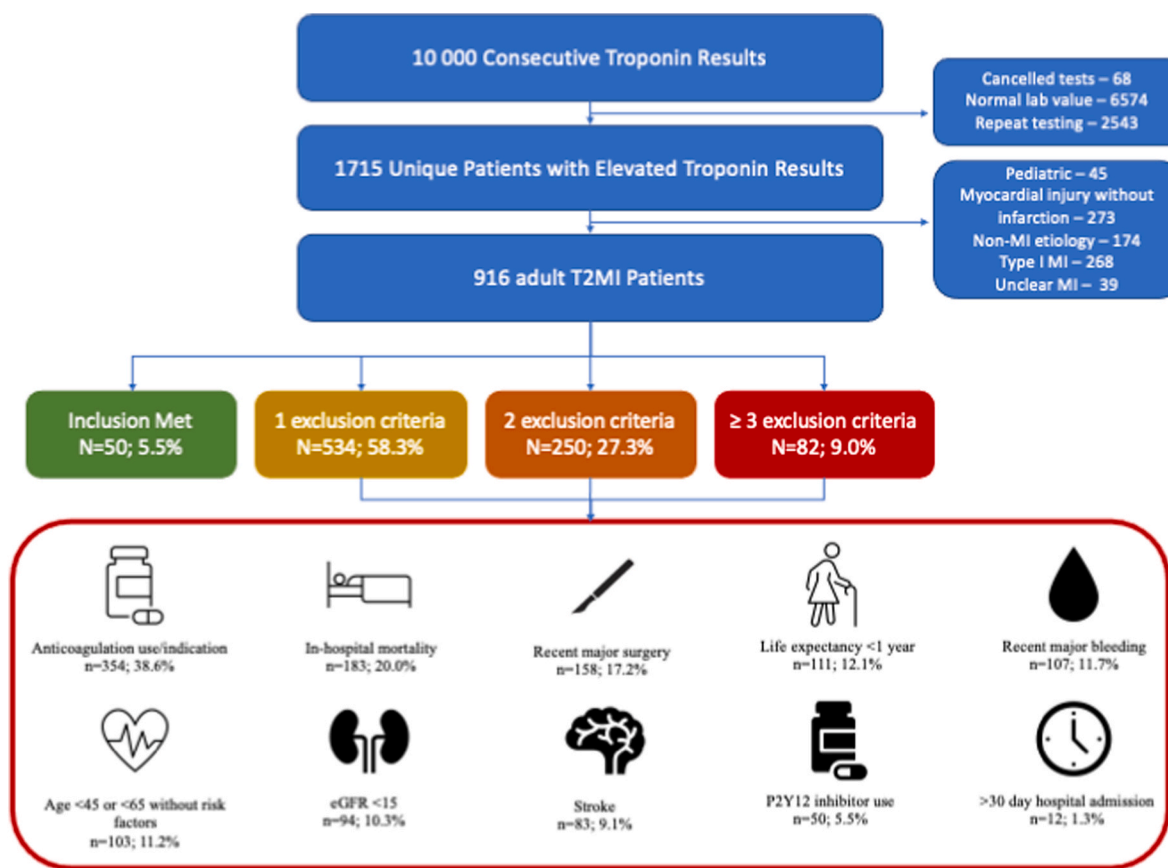 10 000 Consecutive Troponin Results
Cancelled tests – 68
Normal lab value – 6574
Repeat testing – 2543
1715 Unique Patients with Elevated Troponin Results
Pediatric – 45
Myocardial injury without
infarction – 273
Non-MI etiology – 174
Type I MI – 268
Unclear MI – 39
916 adult T2MI Patients
Inclusion Met
N=50; 5.5%
1 exclusion criteria
N=534; 58.3%
2 exclusion criteria
N=250; 27.3%
≥ 3 exclusion criteria
N=82; 9.0%
Anticoagulation use/indication
n=354; 38.6%
In-hospital mortality
n=183; 20.0%
Recent major surgery
n=158; 17.2%
Life expectancy <1 year
n=111; 12.1%
Recent major bleeding
n=107; 11.7%
Age <45 or <65 without risk
factors
n=103; 11.2%
eGFR <15
n=94; 10.3%
Stroke
n=83; 9.1%
P2Y12 inhibitor use
n=50; 5.5%
>30 day hospital admission
n=12; 1.3%